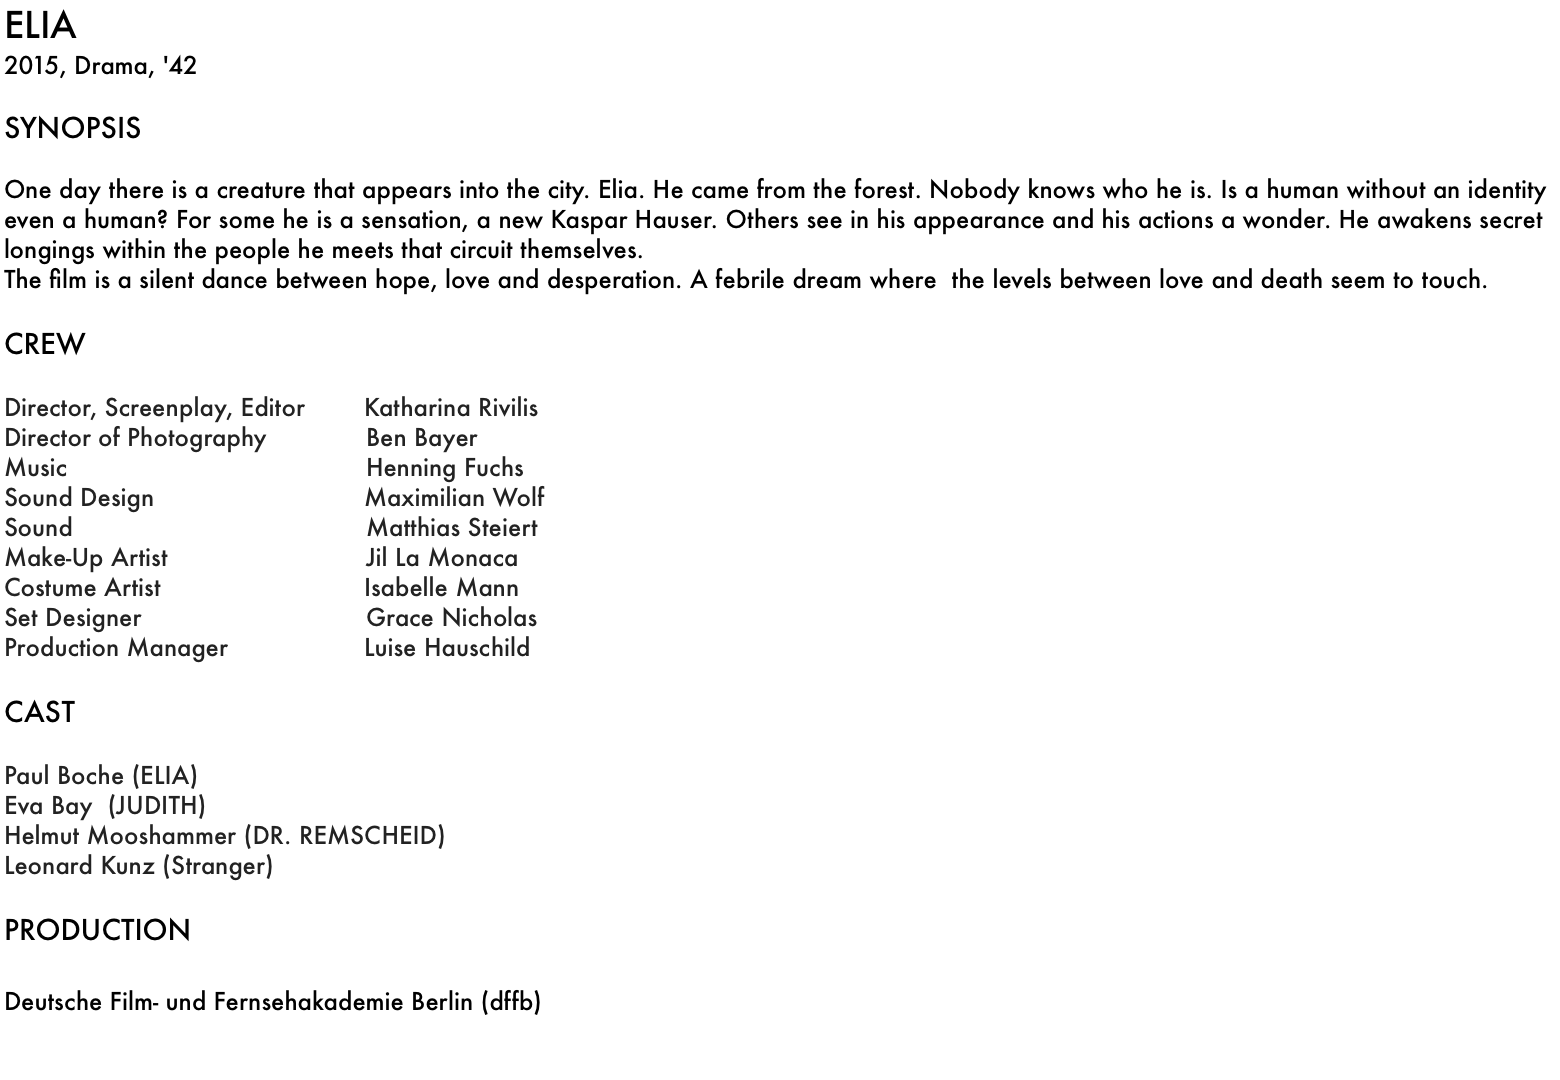 ELIA
2015, Drama, '42
SYNOPSIS
One day there is a creature that appears into the city. Elia. He came from the forest. Nobody knows who he is. Is a human without an identity
even a human? For some he is a sensation, a new Kaspar Hauser. Others see in his appearance and his actions a wonder. He awakens secret
longings within the people he meets that circuit themselves.
The film is a silent dance between hope, love and desperation. A febrile dream where  the levels between love and death seem to touch.
CREW
Director, Screenplay, Editor Katharina Rivilis
Director of Photography Ben Bayer
Music Henning Fuchs
Sound Design Maximilian Wolf
Sound Matthias Steiert
Make-Up Artist Jil La Monaca
Costume Artist Isabelle Mann
Set Designer Grace Nicholas
Production Manager Luise Hauschild
CAST
Paul Boche (ELIA)
Eva Bay  (JUDITH)
Helmut Mooshammer (DR. REMSCHEID)
Leonard Kunz (Stranger)
PRODUCTION
Deutsche Film- und Fernsehakademie Berlin (dffb)